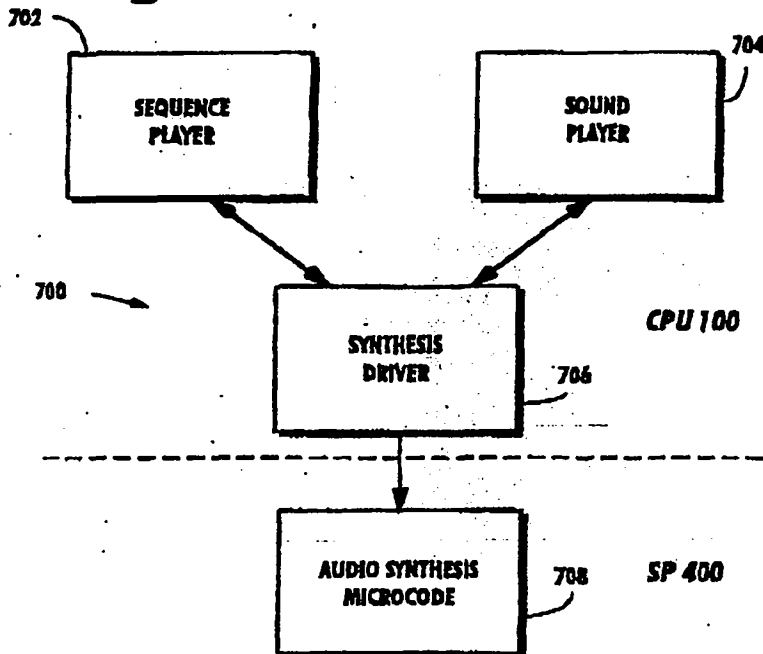 702
704
SEQUENCE
PLAYER
SOUND
PLAYER
700
CPU 100
SYNTHESIS
DRIVER
706
AUDIO SYNTHESIS
MICROCODE
708
SP 400